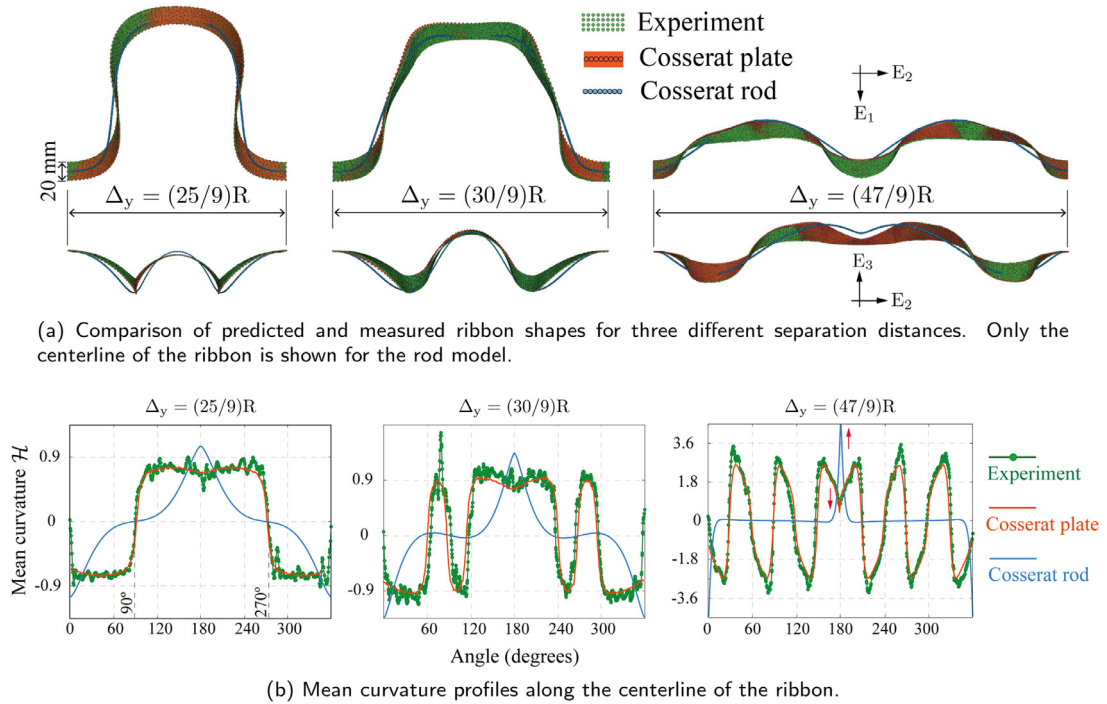 Experiment
Cosserat plate
Cosserat rod
E₂
E₁
20 mm
Δy = (25/9)R
Δy = (30/9)R
Δy = (47/9)R
E₃
E₂
(a) Comparison of predicted and measured ribbon shapes for three different separation distances. Only the
centerline of the ribbon is shown for the rod model.
Δy = (25/9)R
Δy = (30/9)R
Δy = (47/9)R
Mean curvature ℋ
0.9
0
-0.9
90°
270°
0 60 120 180 240 300
0.9
0
-0.9
60 120 180 240 300
3.6
1.8
0
-1.8
-3.6
0 60 120 180 240 300
Experiment
Cosserat plate
Cosserat rod
Angle (degrees)
(b) Mean curvature profiles along the centerline of the ribbon.